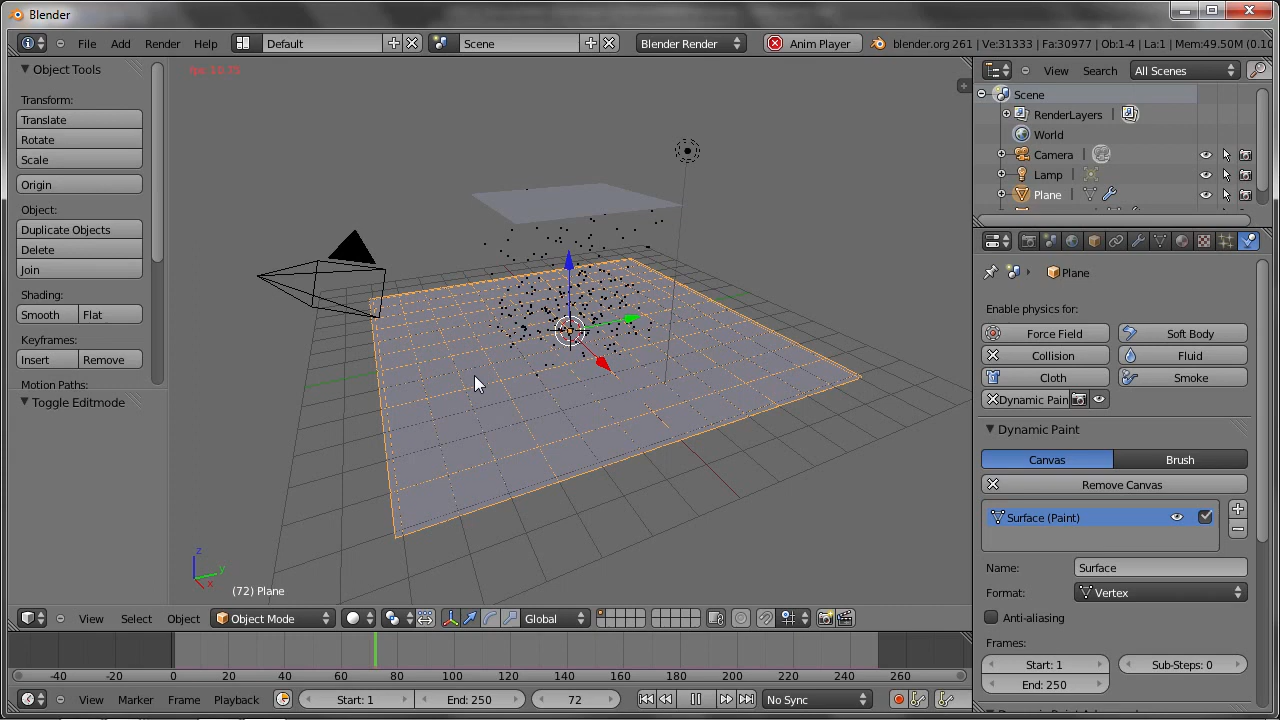 Blender
File Add Render Help Default Scene Blender Render Anim Player blender.org 261 | Ve:31333 | Fa:30977 | Ob:1-4 | La:1 | Mem:49.50M (0.10
Object Tools
Transform:
Translate
Rotate
Scale
Origin
Object:
Duplicate Objects
Delete
Join
Shading:
Smooth Flat
Keyframes:
Insert Remove
Motion Paths:
Toggle Editmode
z
y
x
(72) Plane
View Select Object Object Mode Global
-40 -20 0 20 40 60 80 100 120 140 160 180 200 220 240 260
View Marker Frame Playback Start: 1 End: 250 72 No Sync
View Search All Scenes
Scene
RenderLayers
World
Camera
Lamp
Plane
Plane
Enable physics for:
Force Field Soft Body
Collision Fluid
Cloth Smoke
Dynamic Pain
Dynamic Paint
Canvas Brush
Remove Canvas
Surface (Paint)
Name: Surface
Format: Vertex
Anti-aliasing
Frames:
Start: 1 Sub-Steps: 0
End: 250